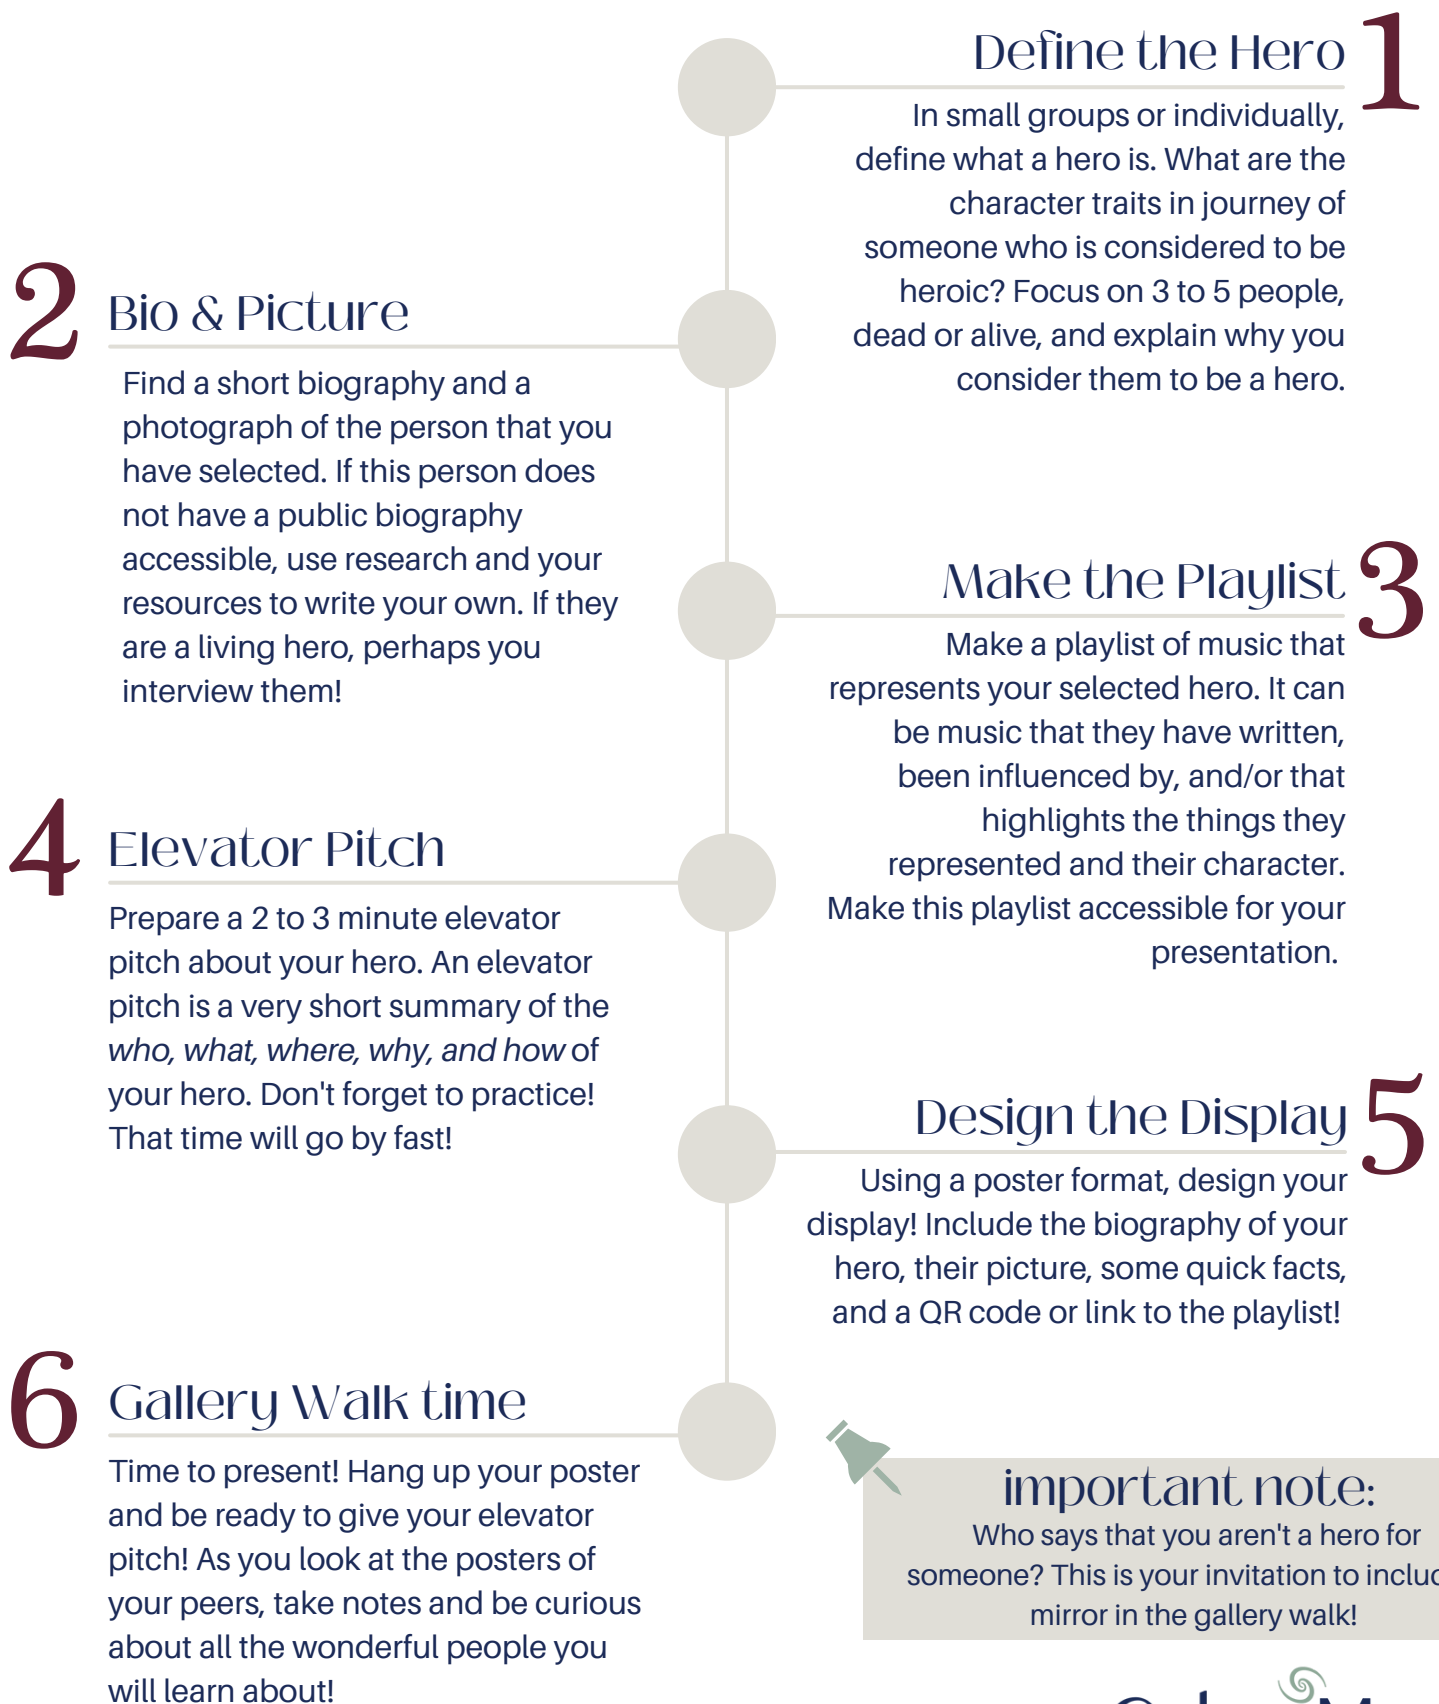 Define the Hero
1
In small groups or individually,
define what a hero is. What are the
character traits in journey of
someone who is considered to be
heroic? Focus on 3 to 5 people,
dead or alive, and explain why you
consider them to be a hero.
2
Bio & Picture
Find a short biography and a
photograph of the person that you
have selected. If this person does
not have a public biography
accessible, use research and your
resources to write your own. If they
are a living hero, perhaps you
interview them!
3
Make the Playlist
Make a playlist of music that
represents your selected hero. It can
be music that they have written,
been influenced by, and/or that
highlights the things they
represented and their character.
Make this playlist accessible for your
presentation.
4
Elevator Pitch
Prepare a 2 to 3 minute elevator
pitch about your hero. An elevator
pitch is a very short summary of the
who, what, where, why, and how of
your hero. Don't forget to practice!
That time will go by fast!
5
Design the Display
Using a poster format, design your
display! Include the biography of your
hero, their picture, some quick facts,
and a QR code or link to the playlist!
6
Gallery Walk time
Time to present! Hang up your poster
and be ready to give your elevator
pitch! As you look at the posters of
your peers, take notes and be curious
about all the wonderful people you
will learn about!
important note:
Who says that you aren't a hero for
someone? This is your invitation to
mirror in the gallery walk!